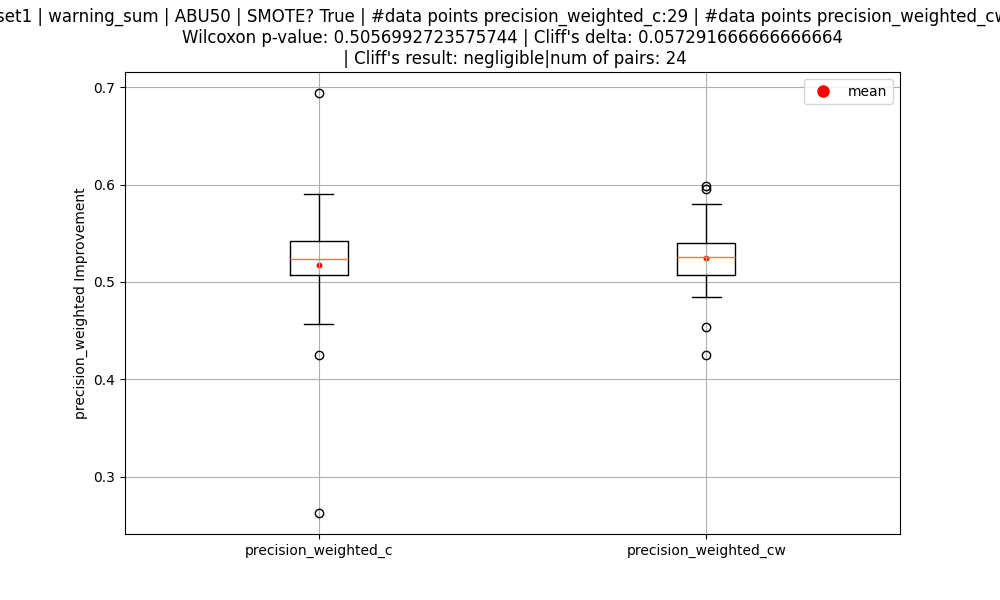 set1 | warning_sum | ABU50 | SMOTE? True | #data points precision_weighted_c:29 | #data points precision_weighted_cw
Wilcoxon p-value: 0.5056992723575744 | Cliff's delta: 0.057291666666666664
| Cliff's result: negligible|num of pairs: 24
mean
0.7
0.6
0.5
0.4
0.3
precision_weighted Improvement
precision_weighted_c
precision_weighted_cw